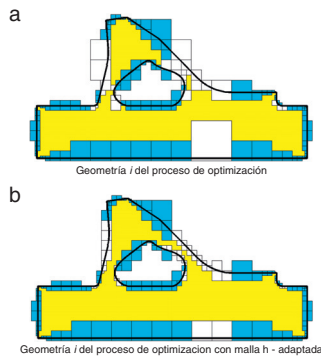 a
Geometría i del proceso de optimización
b
Geometría i del proceso de optimizacion con malla h - adaptada